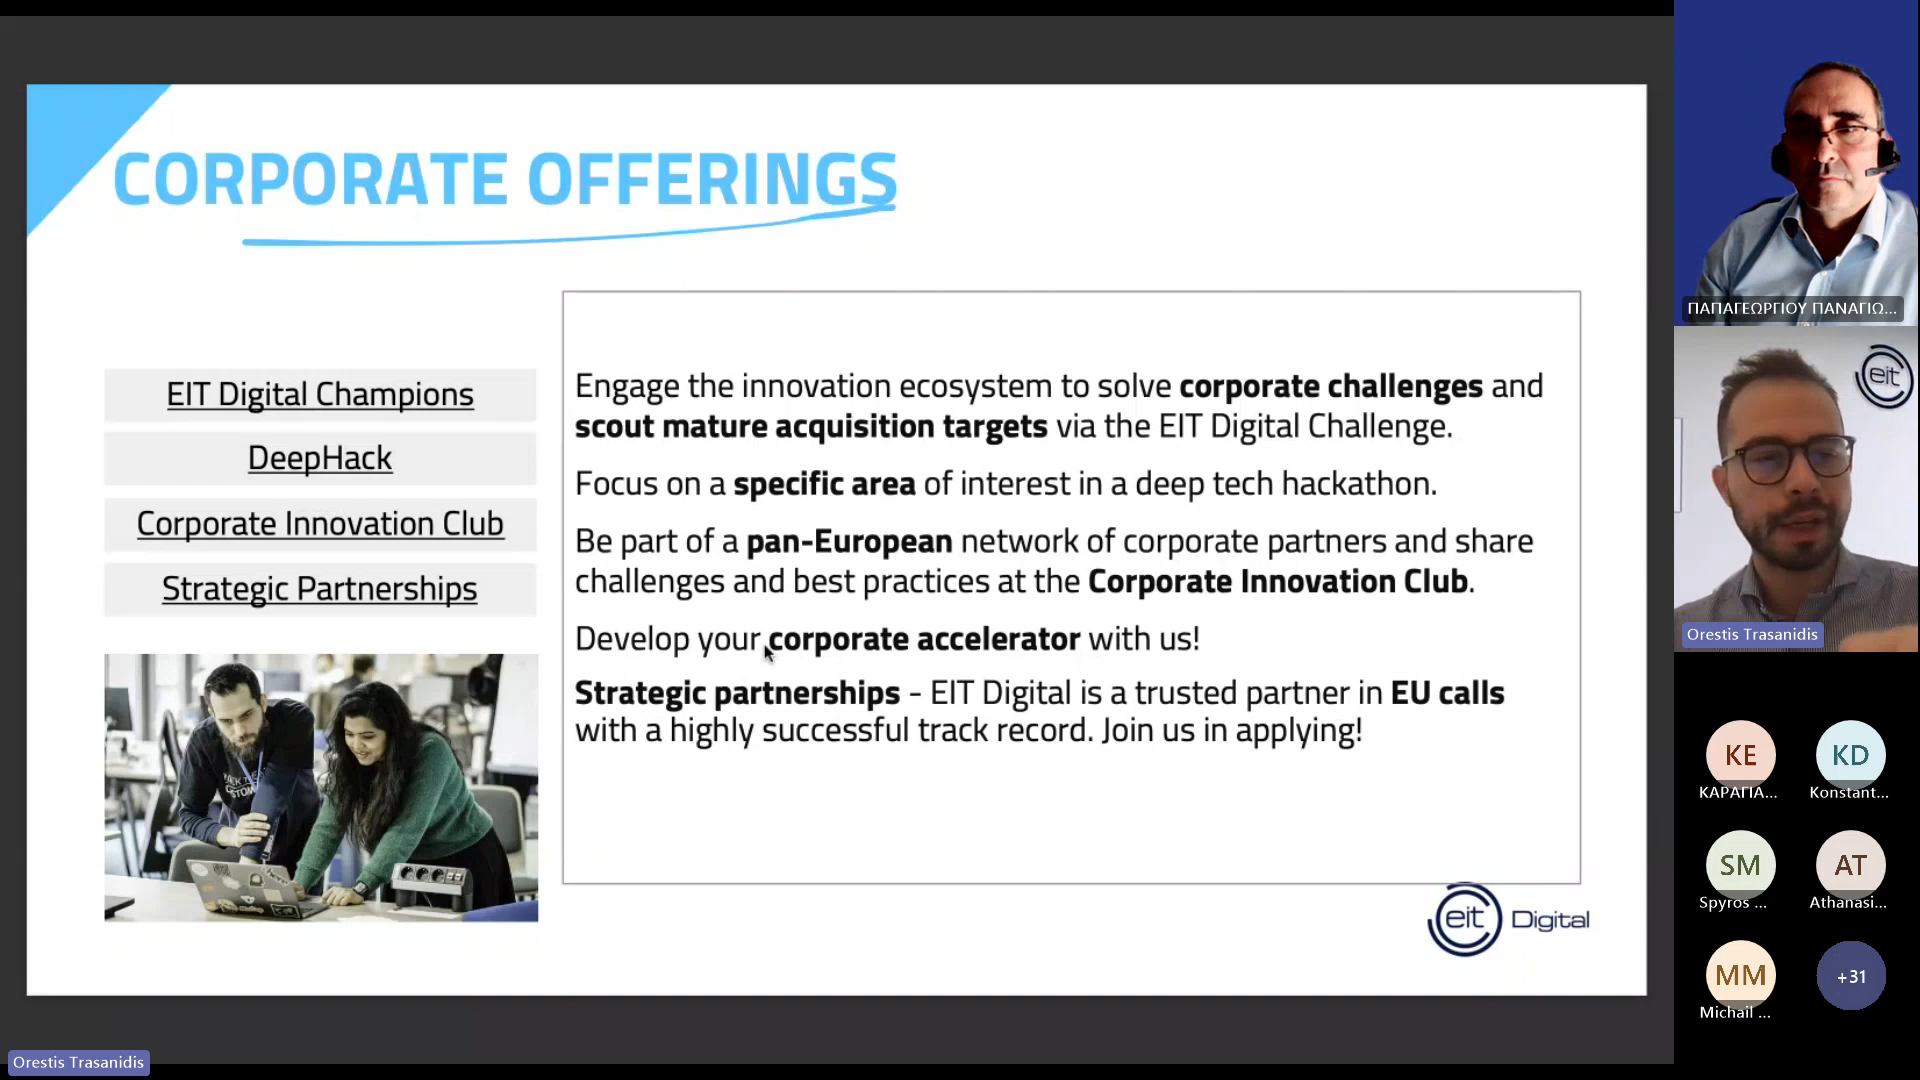 CORPORATE OFFERINGS
EIT Digital Champions
DeepHack
Corporate Innovation Club
Strategic Partnerships
Engage the innovation ecosystem to solve corporate challenges and
scout mature acquisition targets via the EIT Digital Challenge.
Focus on a specific area of interest in a deep tech hackathon.
Be part of a pan-European network of corporate partners and share
challenges and best practices at the Corporate Innovation Club.
Develop your corporate accelerator with us!
Strategic partnerships - EIT Digital is a trusted partner in EU calls
with a highly successful track record. Join us in applying!
eit Digital
Orestis Trasanidis
ΠΑΠΑΓΕΩΡΓΙΟΥ ΠΑΝΑΓΙΩ...
eit
Orestis Trasanidis
KE
ΚΑΡΑΓΙΑ...
KD
Konstant...
SM
Spyros ...
AT
Athanasi...
MM
Michail ...
+31